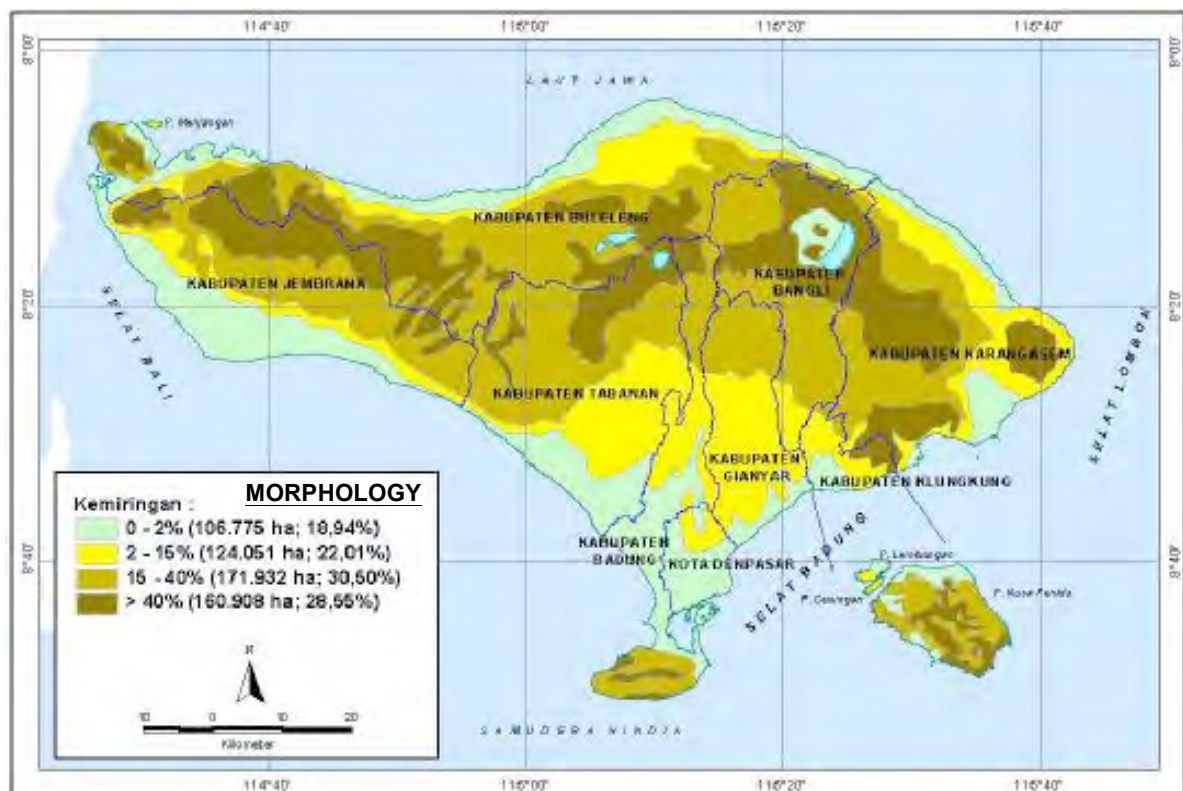 114°40' 115°00' 115°20' 115°40'
8°00' 8°00'
LAUT JAWA
P. Menjangan
KABUPATEN BULELENG
KABUPATEN JEMBRANA
KABUPATEN
BANGLI
8°20' 8°20'
SELAT BALI
SELAT LOMBOK
KABUPATEN KARANGASEM
KABUPATEN TABANAN
KABUPATEN
GIANYAR
KABUPATEN KLUNGKUNG
KABUPATEN
BADUNG
KOTA DENPASAR
SELAT BADUNG
8°40' 8°40'
P. Lembongan
P. Ceningan
P. Nusa Penida
SAMUDERA HINDIA
MORPHOLOGY
Kemiringan :
0 - 2% (106.775 ha; 18,94%)
2 - 15% (124.051 ha; 22,01%)
15 - 40% (171.932 ha; 30,50%)
> 40% (160.908 ha; 28,55%)
N
10 0 10 20
Kilometer
114°40' 115°00' 115°20' 115°40'